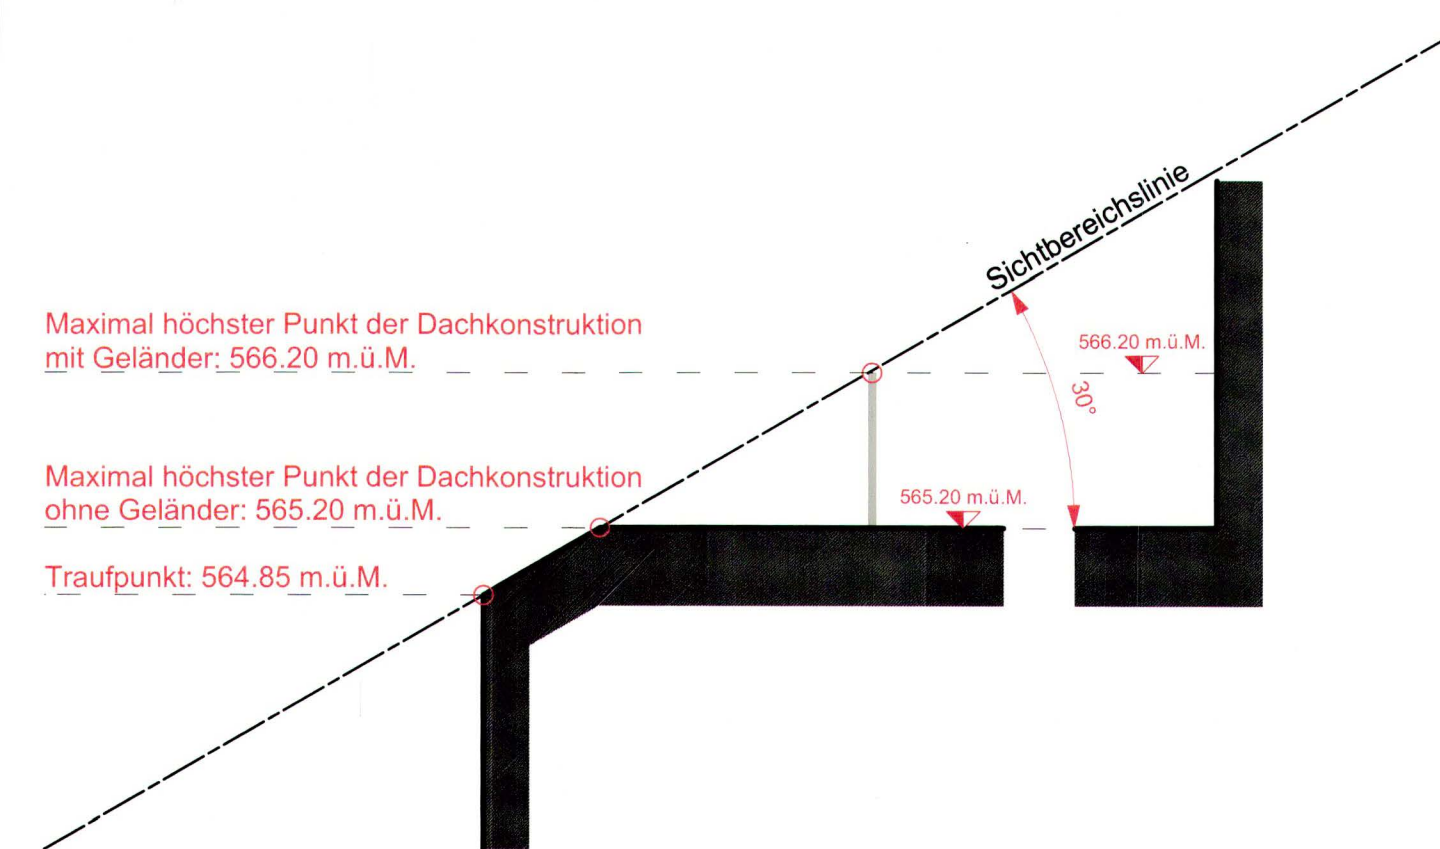 Sichtbereichslinie
Maximal höchster Punkt der Dachkonstruktion
mit Geländer: 566.20 m.ü.M.
566.20 m.ü.M.
30°
Maximal höchster Punkt der Dachkonstruktion
ohne Geländer: 565.20 m.ü.M.
565.20 m.ü.M.
Traufpunkt: 564.85 m.ü.M.